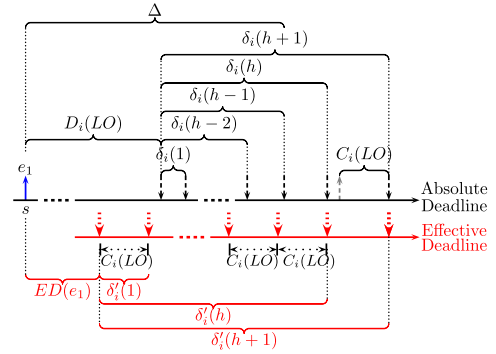 Δ
δ_i(h + 1)
δ_i(h)
δ_i(h − 1)
D_i(LO) δ_i(h−2)
δ_i(1) C_i(LO)
e_1
s
Absolute
Deadline
Effective
Deadline
C_i(LO) C_i(LO) C_i(LO)
ED(e_1) δ′_i(1)
δ′_i(h)
δ′_i(h + 1)